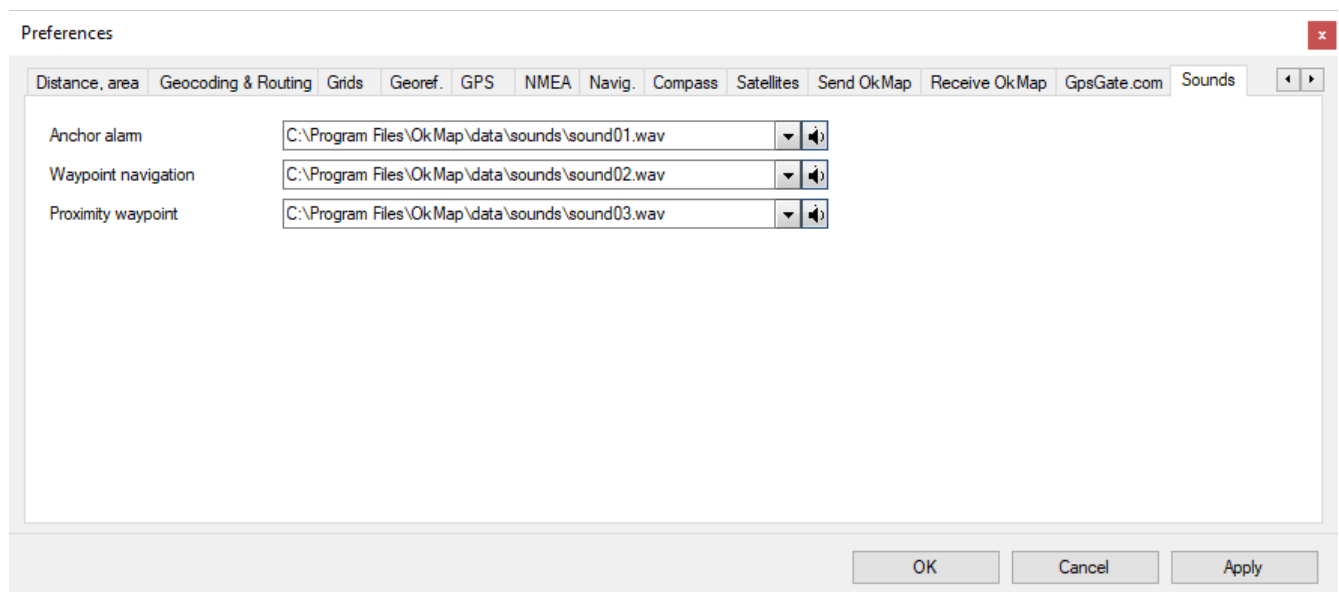 Preferences
Distance, area Geocoding & Routing Grids Georef. GPS NMEA Navig. Compass Satellites Send OkMap Receive OkMap GpsGate.com Sounds
Anchor alarm C:\Program Files\OkMap\data\sounds\sound01.wav
Waypoint navigation C:\Program Files\OkMap\data\sounds\sound02.wav
Proximity waypoint C:\Program Files\OkMap\data\sounds\sound03.wav
OK Cancel Apply